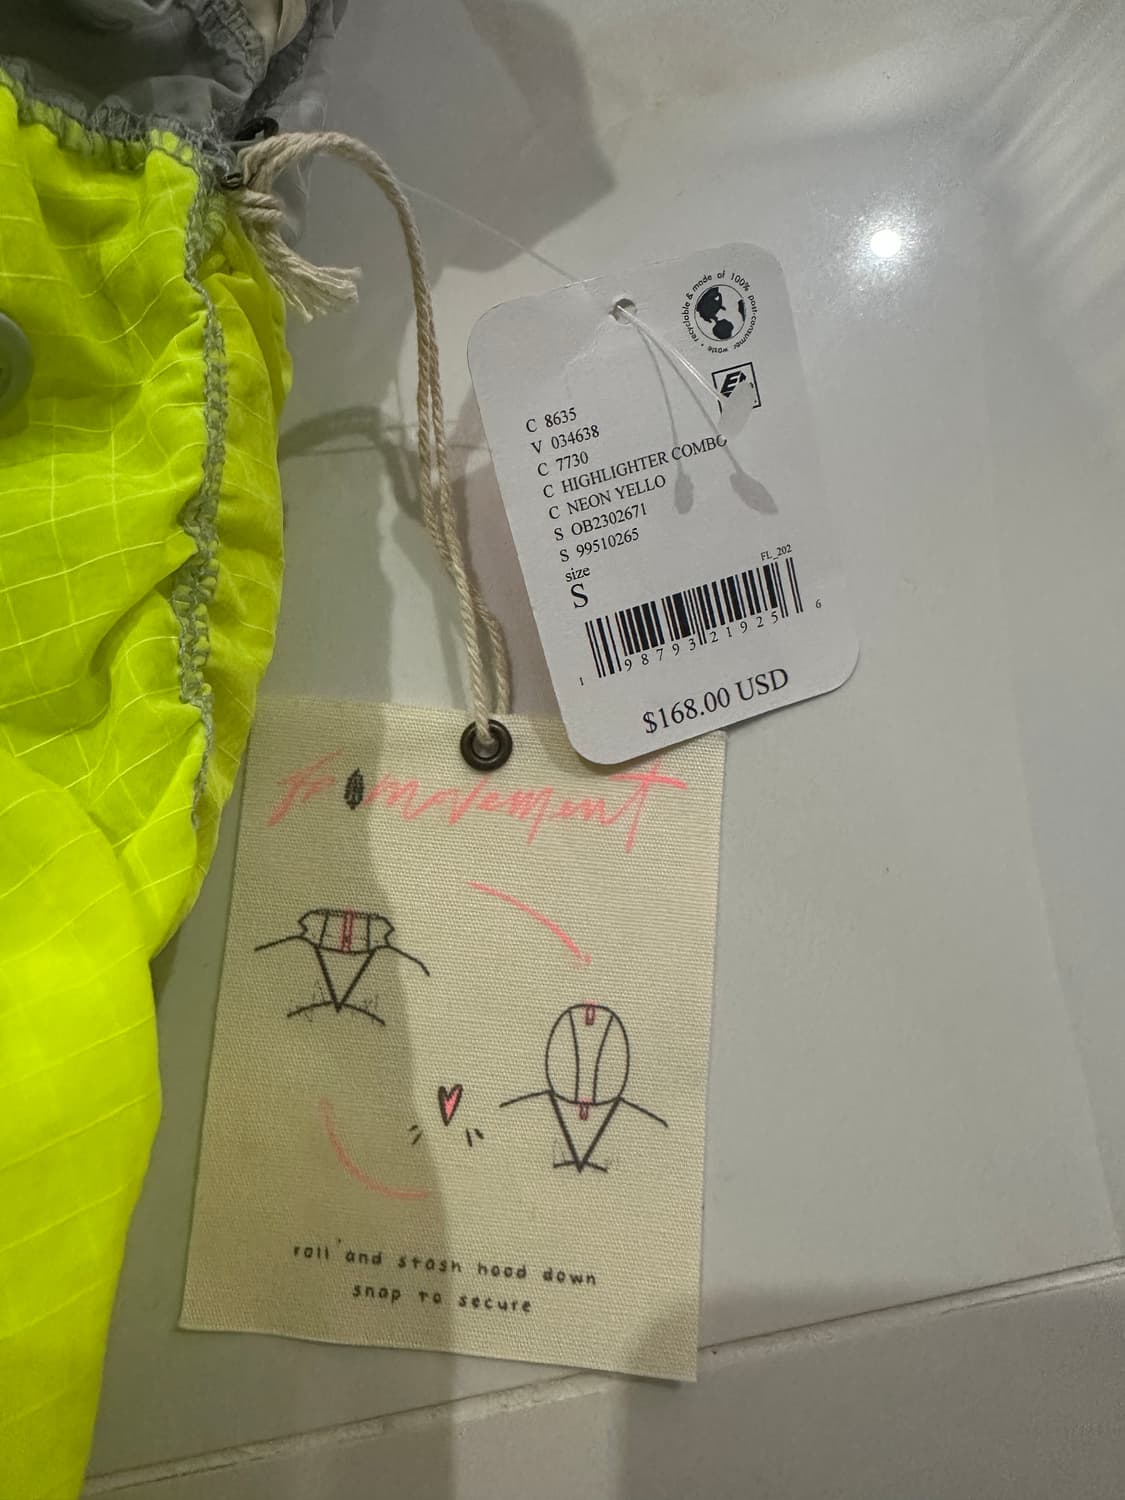 recyclable & made of 100% post-consumer waste •
C 8635
V 034638
C 7730
C HIGHLIGHTER COMBO
C NEON YELLO
S OB2302671
S 99510265
size
S
FL_202
1 98793 21925 6
$168.00 USD
movement
roll and stash hood down
snap to secure